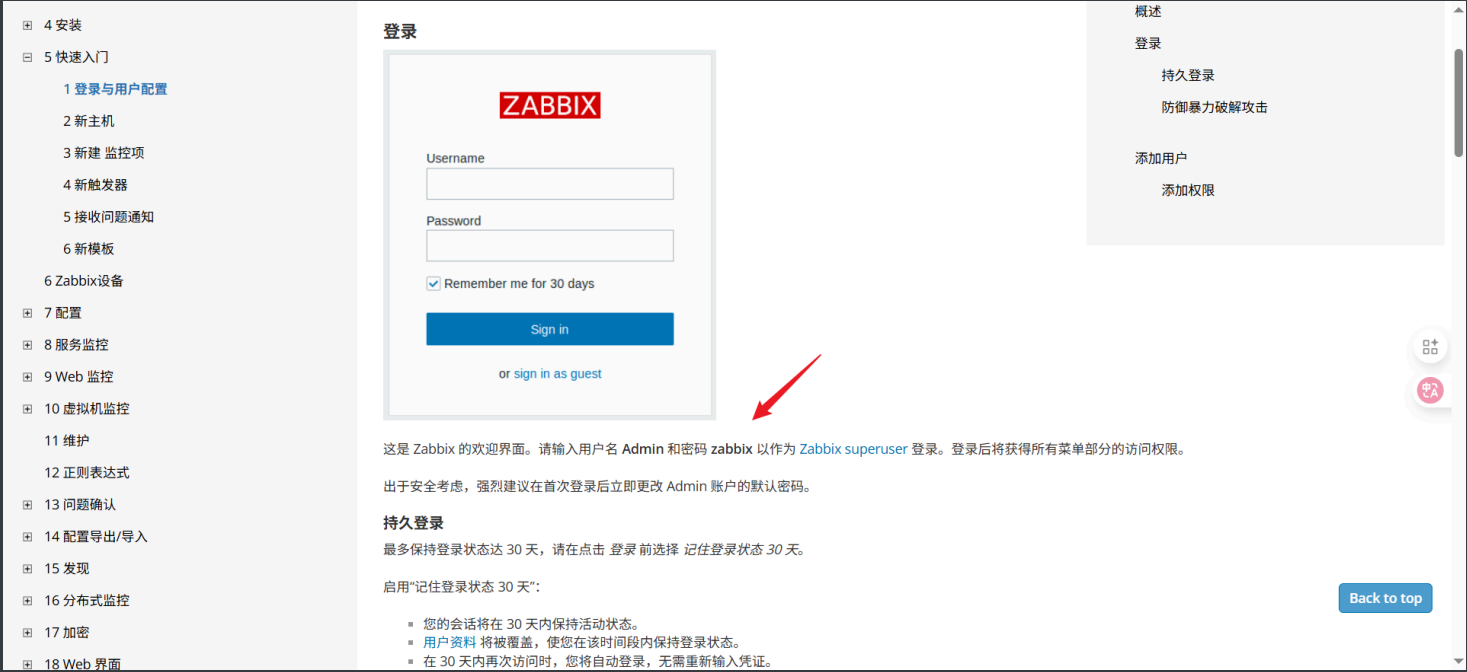 4 安装
5 快速入门
1 登录与用户配置
2 新主机
3 新建 监控项
4 新触发器
5 接收问题通知
6 新模板
6 Zabbix设备
7 配置
8 服务监控
9 Web 监控
10 虚拟机监控
11 维护
12 正则表达式
13 问题确认
14 配置导出/导入
15 发现
16 分布式监控
17 加密
18 Web 界面
登录
ZABBIX
Username
Password
Remember me for 30 days
Sign in
or sign in as guest
这是 Zabbix 的欢迎界面。请输入用户名 Admin 和密码 zabbix 以作为 Zabbix superuser 登录。登录后将获得所有菜单部分的访问权限。
出于安全考虑，强烈建议在首次登录后立即更改 Admin 账户的默认密码。
持久登录
最多保持登录状态达 30 天，请在点击 登录 前选择 记住登录状态 30 天。
启用“记住登录状态 30 天”：
您的会话将在 30 天内保持活动状态。
用户资料 将被覆盖，使您在该时间段内保持登录状态。
在 30 天内再次访问时，您将自动登录，无需重新输入凭证。
概述
登录
持久登录
防御暴力破解攻击
添加用户
添加权限
中A
Back to top